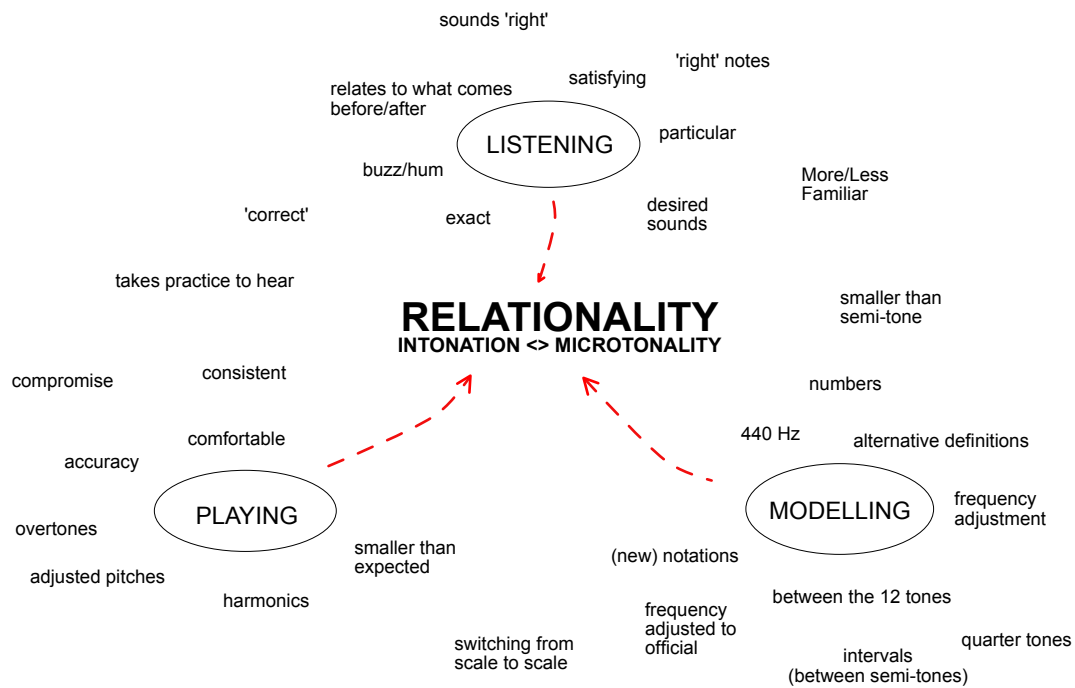 sounds 'right'
'right' notes
satisfying
relates to what comes
before/after
particular
LISTENING
buzz/hum
More/Less
Familiar
desired
sounds
'correct'
exact
takes practice to hear
smaller than
semi-tone
RELATIONALITY
INTONATION <> MICROTONALITY
compromise
consistent
numbers
comfortable
440 Hz
alternative definitions
accuracy
PLAYING
MODELLING
frequency
adjustment
overtones
smaller than
expected
(new) notations
adjusted pitches
harmonics
between the 12 tones
frequency
adjusted to
official
switching from
scale to scale
quarter tones
intervals
(between semi-tones)